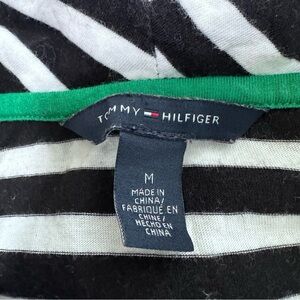 TOMMY HILFIGER
M
MADE IN
CHINA/
FABRIQUÉ EN
CHINE/
HECHO EN
CHINA